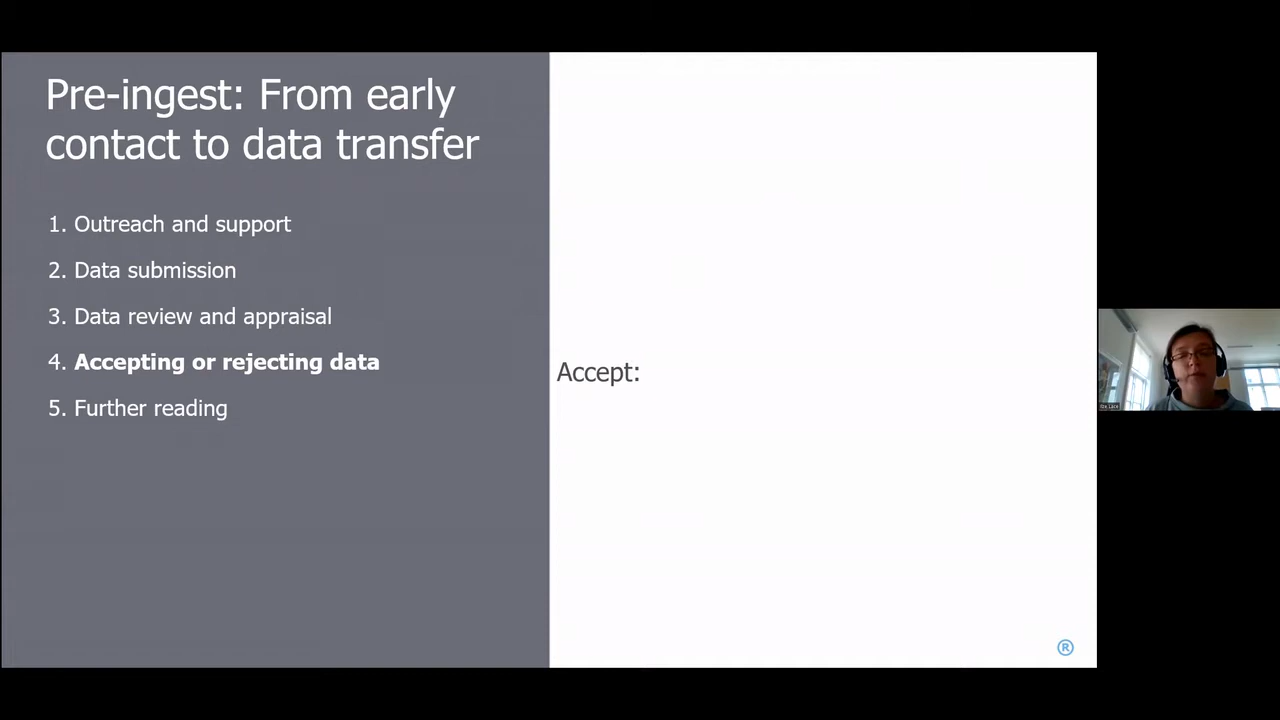 Pre-ingest: From early
contact to data transfer
1. Outreach and support
2. Data submission
3. Data review and appraisal
4. Accepting or rejecting data
5. Further reading
Accept:
®